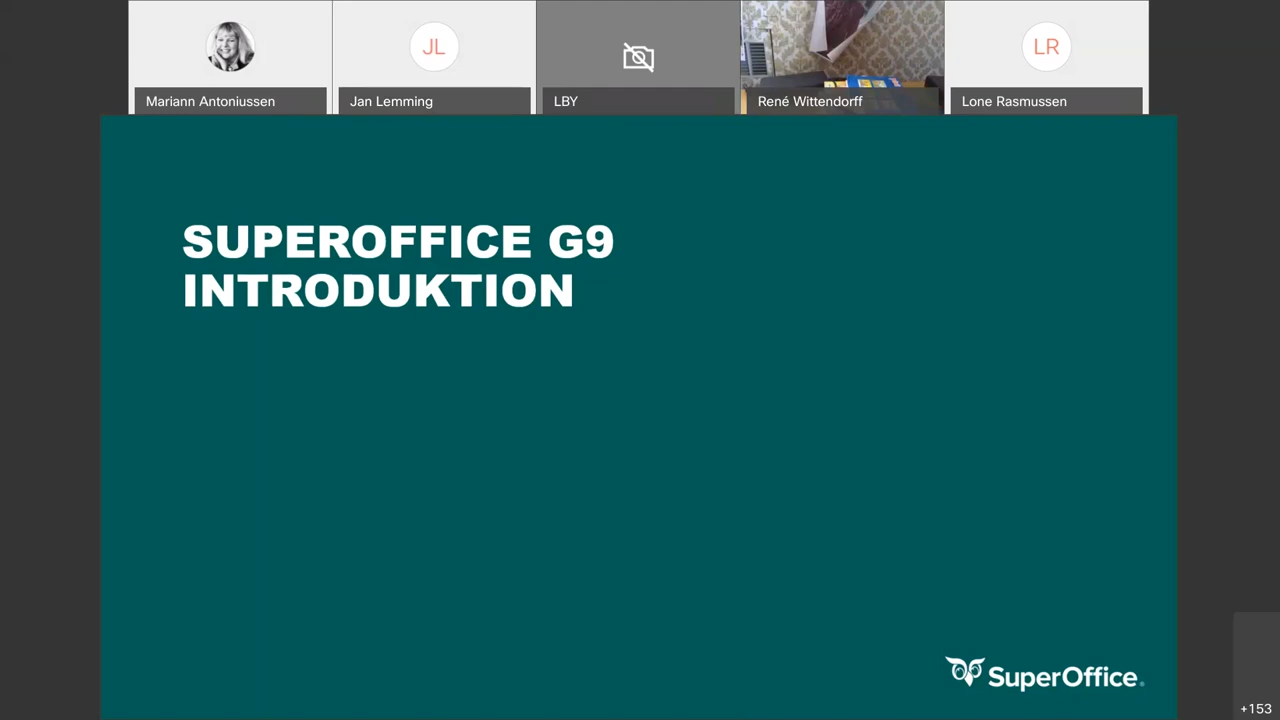 JL
LR
Mariann Antoniussen
Jan Lemming
LBY
René Wittendorff
Lone Rasmussen
SUPEROFFICE G9
INTRODUKTION
SuperOffice®
+153